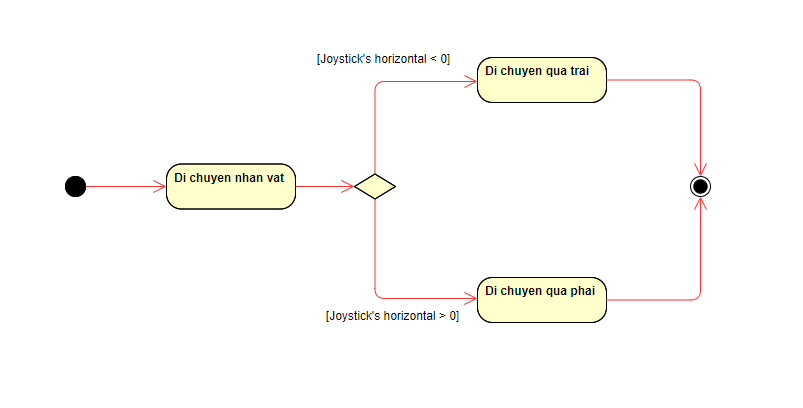 [Joystick's horizontal < 0]
Di chuyen qua trai
Di chuyen nhan vat
Di chuyen qua phai
[Joystick's horizontal > 0]